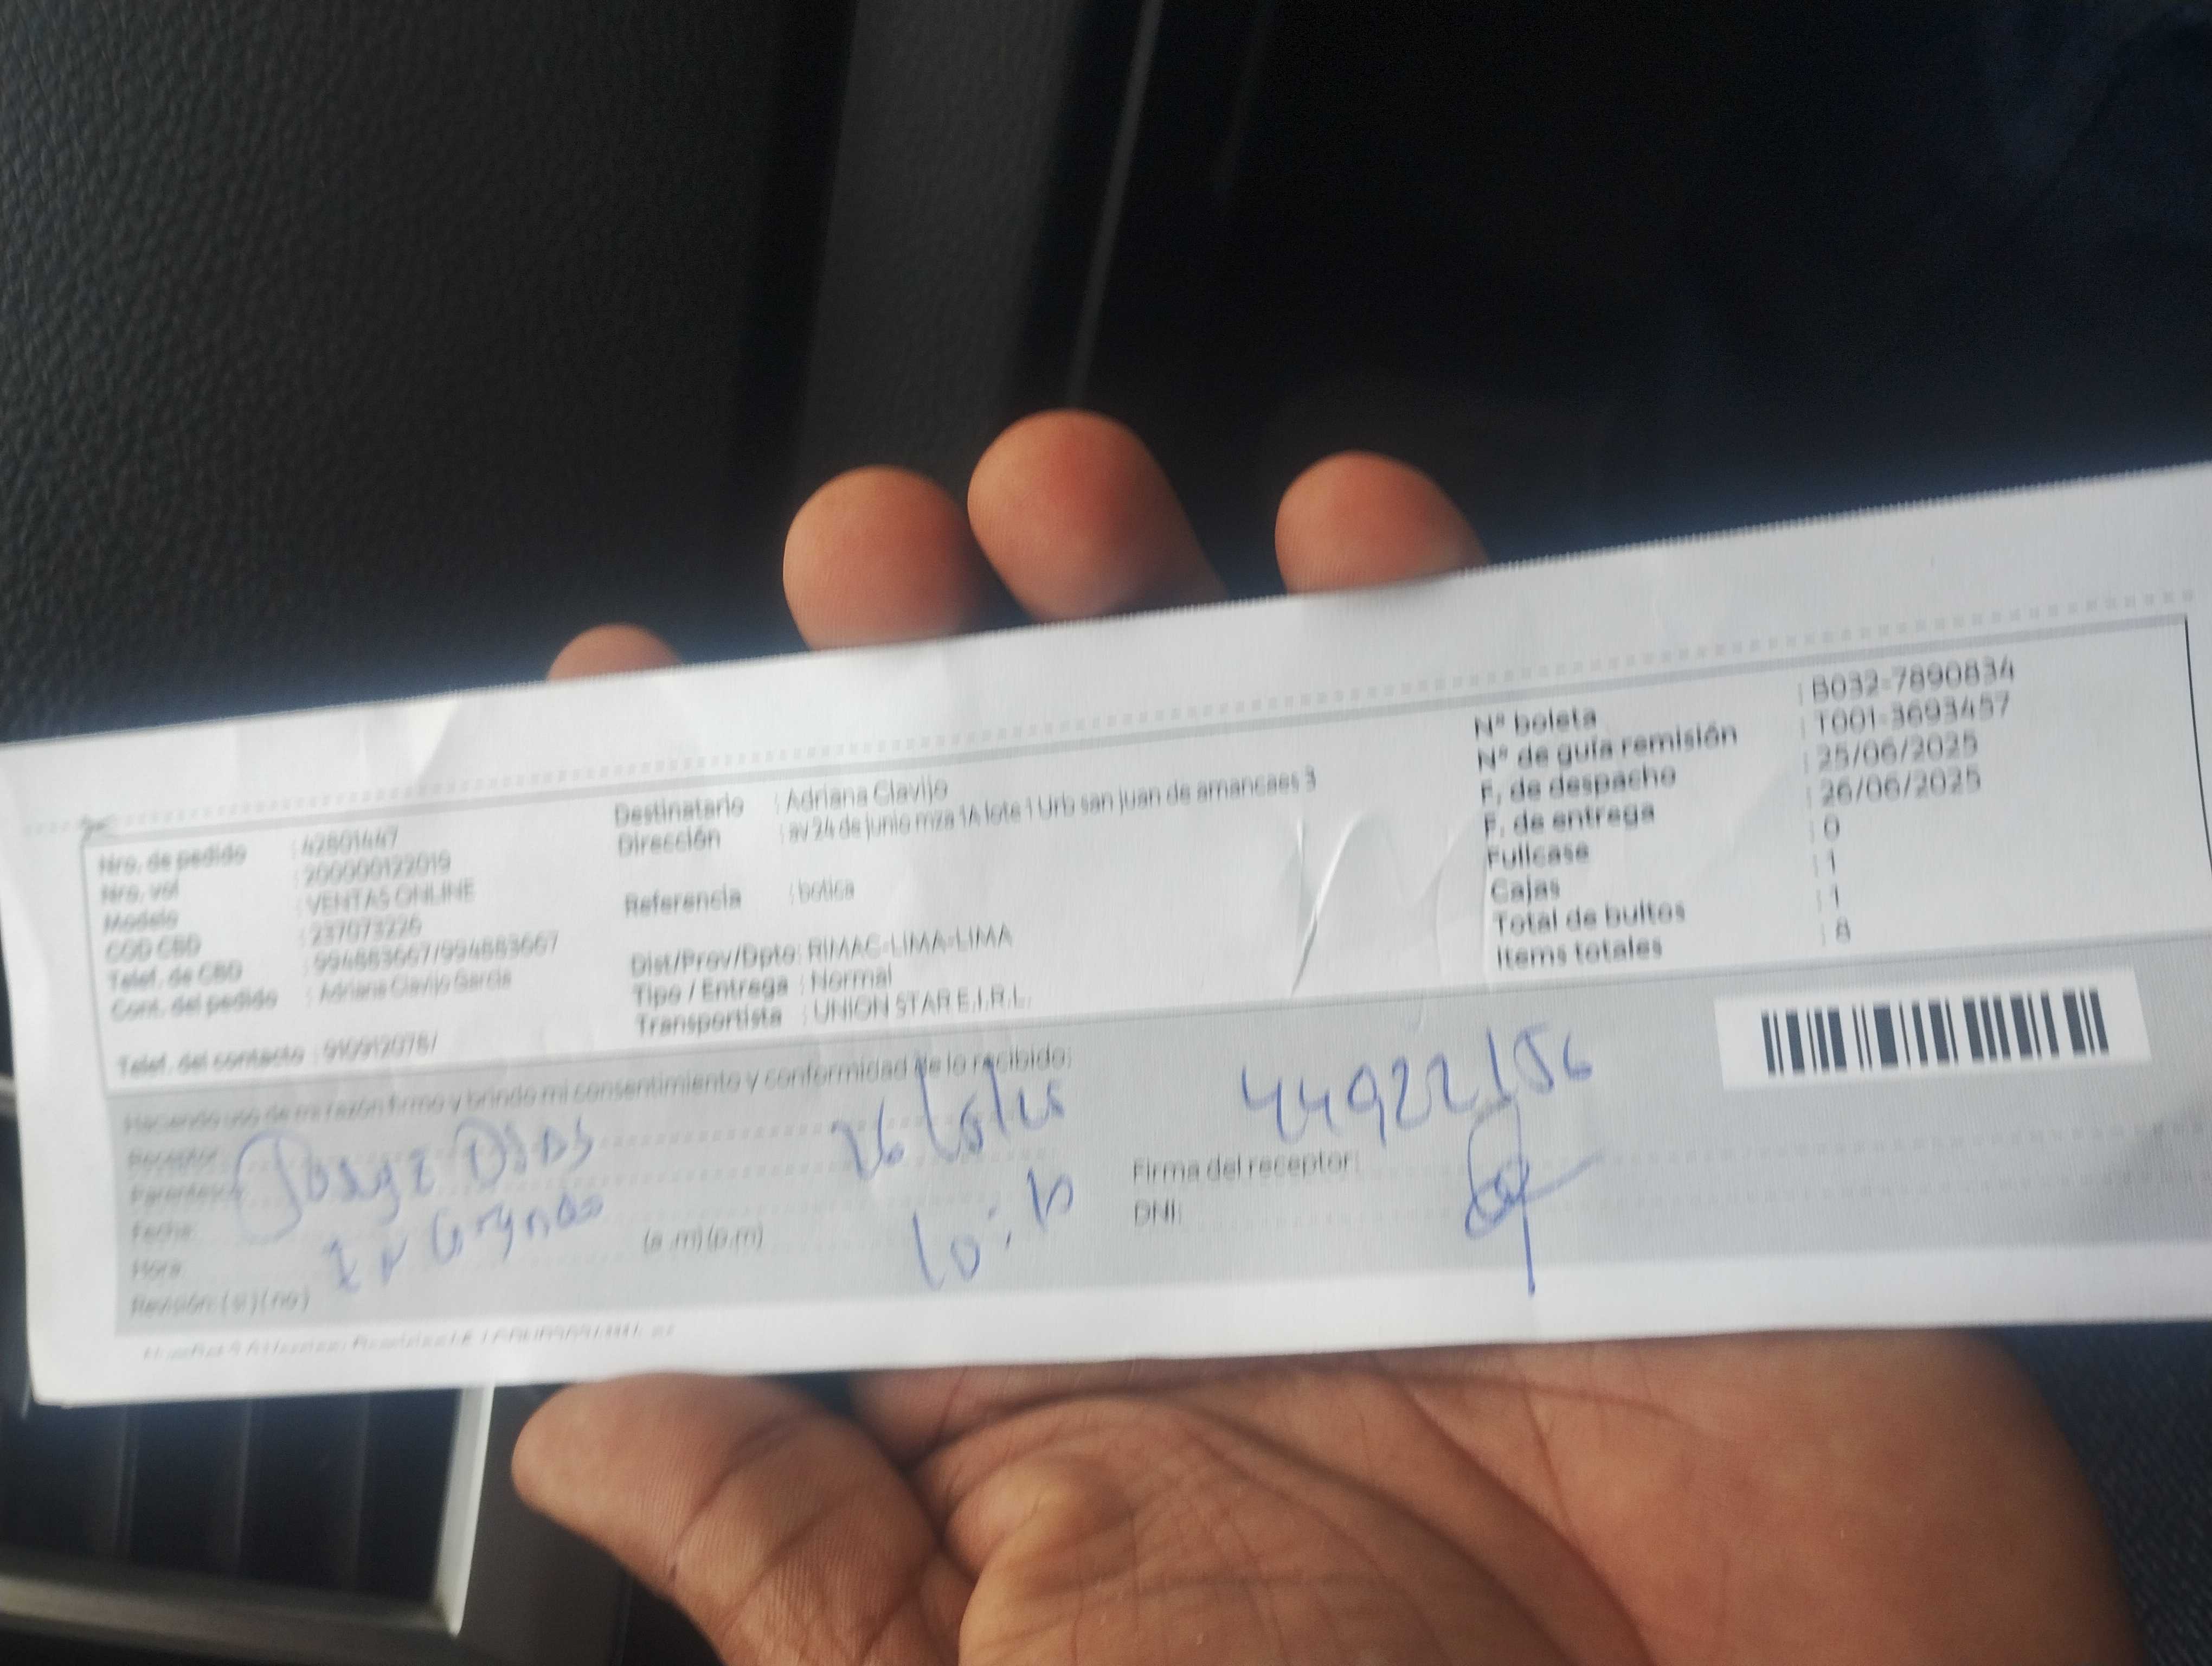 Nro. de pedido : 42801447
Nro. vol : 200000122019
Modelo : VENTAS ONLINE
COD CBD : 237073226
Telef. de CBD : 994883667/994883667
Cont. del pedido : Adriana Clavijo Garcia
Telef. del contacto : 910912078/
Destinatario : Adriana Clavijo
Dirección : av 24 de junio mza 1A lote 1 Urb san juan de amancaes 3
Referencia : botica
Dist/Prov/Dpto: RIMAC-LIMA-LIMA
Tipo / Entrega : Normal
Transportista : UNION STAR E.I.R.L.
N° boleta : B032-7890834
N° de guía remisión : T001-3693457
F. de despacho : 25/06/2025
F. de entrega : 26/06/2025
Fullcase : 0
Cajas : 1
Total de bultos : 1
Items totales : 8
Haciendo uso de mi razón firmo y brindo mi consentimiento y conformidad de lo recibido:
Receptor
Parentesco
Fecha:
Hora (a .m) (p.m)
Revisión: ( si ) ( no )
26/6/25
10:10
44922156
Firma del receptor:
DNI: